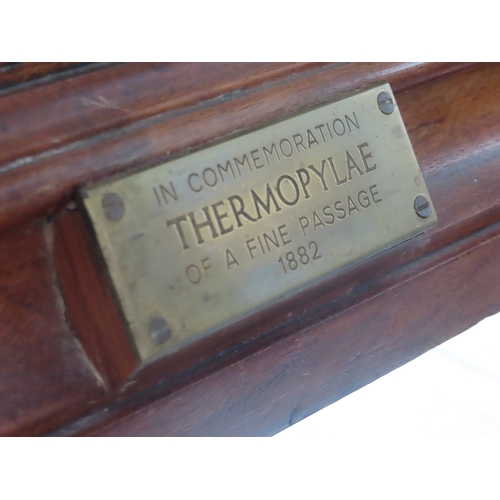 IN COMMEMORATION
THERMOPYLAE
OF A FINE PASSAGE
1882